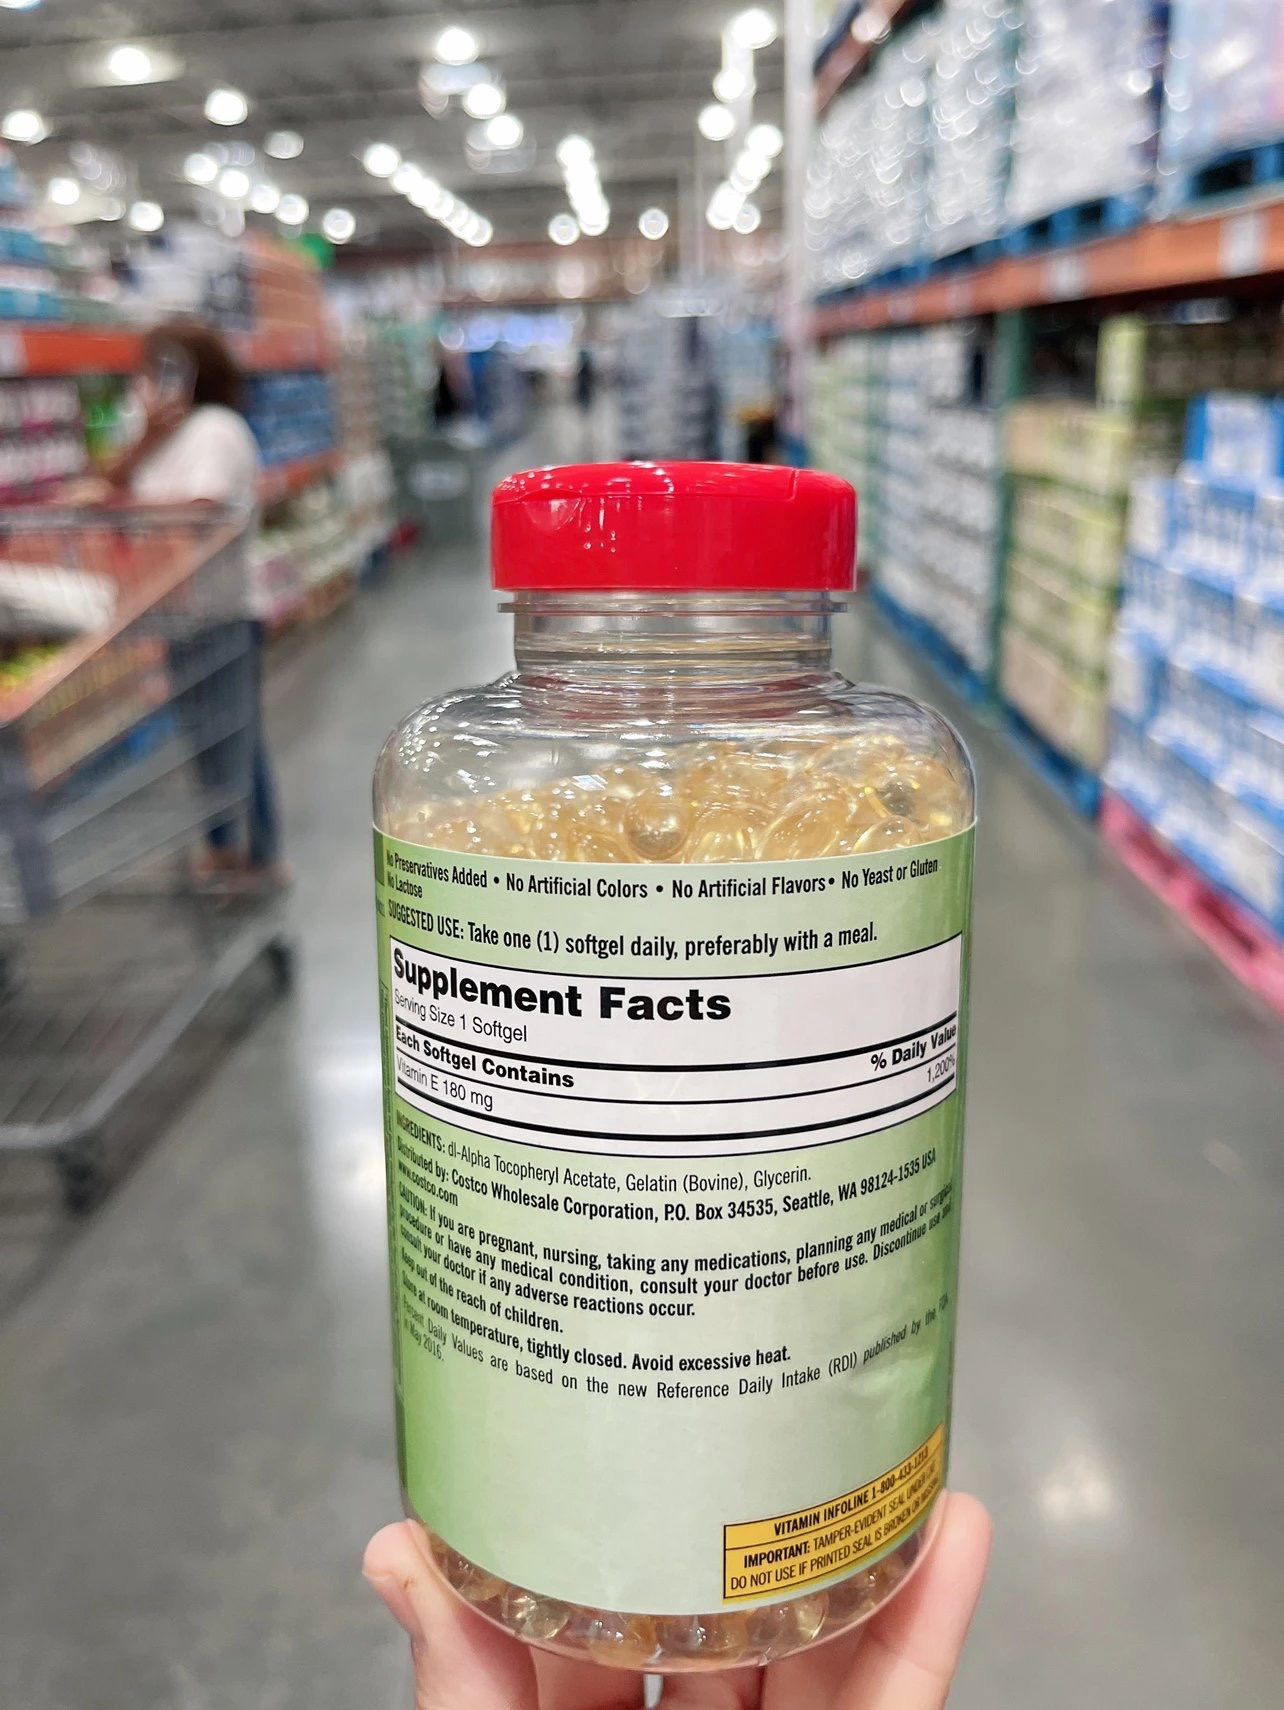 No Preservatives Added • No Artificial Colors • No Artificial Flavors • No Yeast or Gluten
No Lactose
SUGGESTED USE: Take one (1) softgel daily, preferably with a meal.
Supplement Facts
Serving Size 1 Softgel
Each Softgel Contains % Daily Value
Vitamin E 180 mg 1,200%
INGREDIENTS: dl-Alpha Tocopheryl Acetate, Gelatin (Bovine), Glycerin.
Distributed by: Costco Wholesale Corporation, P.O. Box 34535, Seattle, WA 98124-1535 USA
www.costco.com
CAUTION: If you are pregnant, nursing, taking any medications, planning any medical or surgical
procedure or have any medical condition, consult your doctor before use. Discontinue use and
consult your doctor if any adverse reactions occur.
Keep out of the reach of children.
Store at room temperature, tightly closed. Avoid excessive heat.
Percent Daily Values are based on the new Reference Daily Intake (RDI) published by the FDA
in May 2016.
VITAMIN INFOLINE 1-800-433-1213
IMPORTANT: TAMPER-EVIDENT SEAL UNDER
DO NOT USE IF PRINTED SEAL IS BROKEN OR